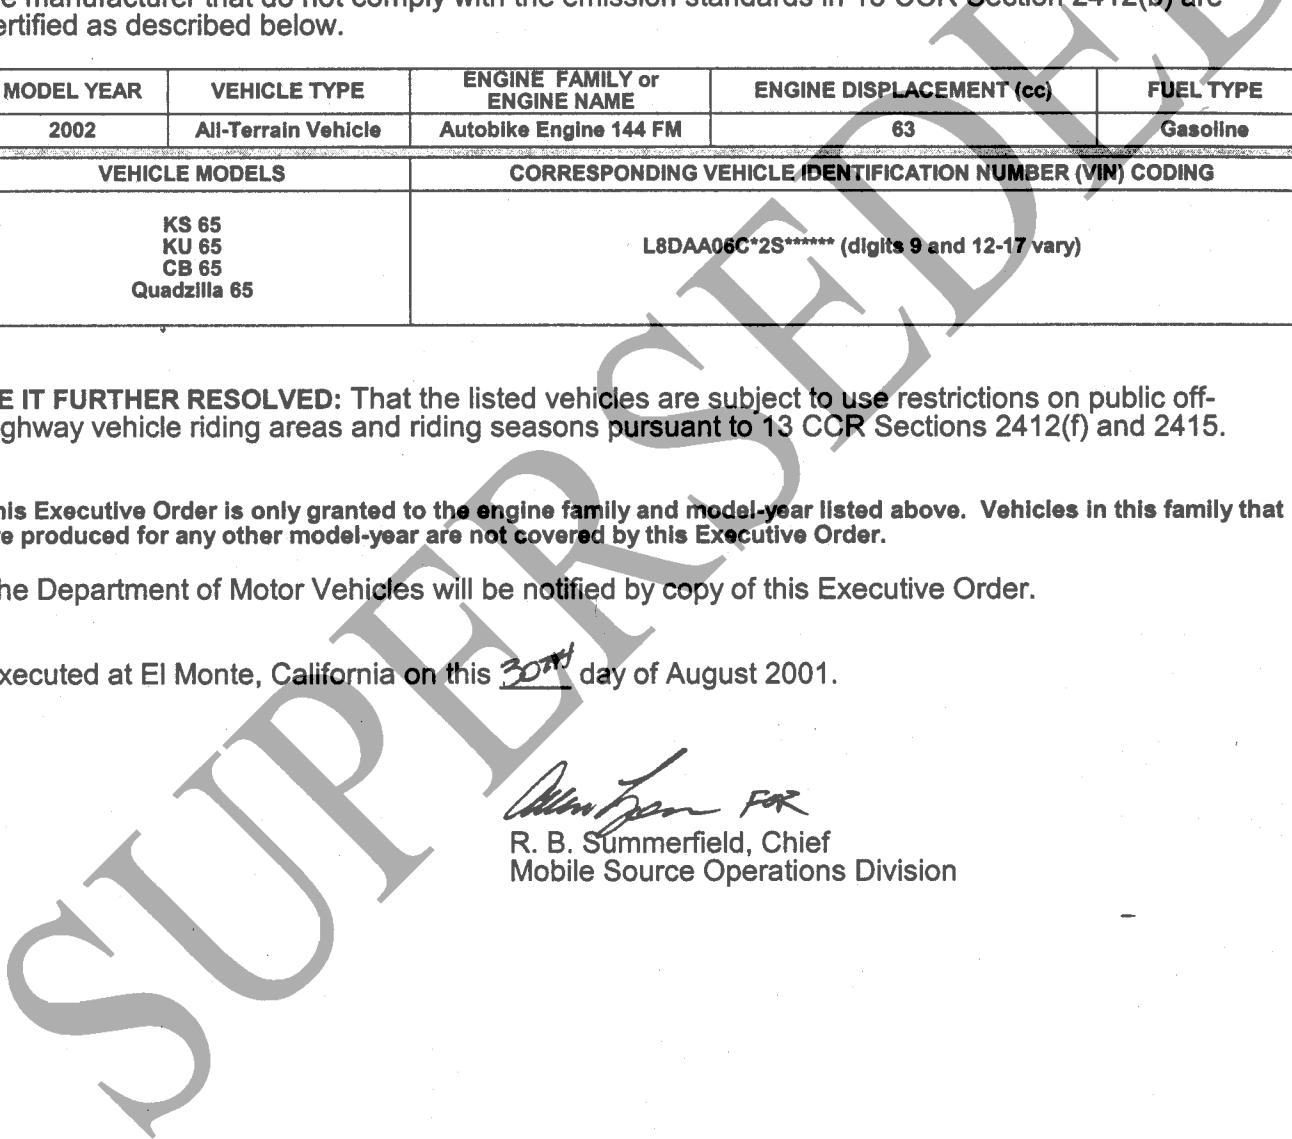 e manufacturer that do not comply with the emission standards in 13 CCR Section 2412(b) are
ertified as described below.
MODEL YEAR VEHICLE TYPE ENGINE FAMILY or ENGINE NAME ENGINE DISPLACEMENT (cc) FUEL TYPE
2002 All-Terrain Vehicle Autobike Engine 144 FM 63 Gasoline
VEHICLE MODELS CORRESPONDING VEHICLE IDENTIFICATION NUMBER (VIN) CODING
KS 65
KU 65
CB 65
Quadzilla 65
L8DAA06C*2S****** (digits 9 and 12-17 vary)
E IT FURTHER RESOLVED: That the listed vehicles are subject to use restrictions on public off-
ghway vehicle riding areas and riding seasons pursuant to 13 CCR Sections 2412(f) and 2415.
his Executive Order is only granted to the engine family and model-year listed above. Vehicles in this family that
re produced for any other model-year are not covered by this Executive Order.
he Department of Motor Vehicles will be notified by copy of this Executive Order.
xecuted at El Monte, California on this 30TH day of August 2001.
FOR
R. B. Summerfield, Chief
Mobile Source Operations Division
SUPERSEDED